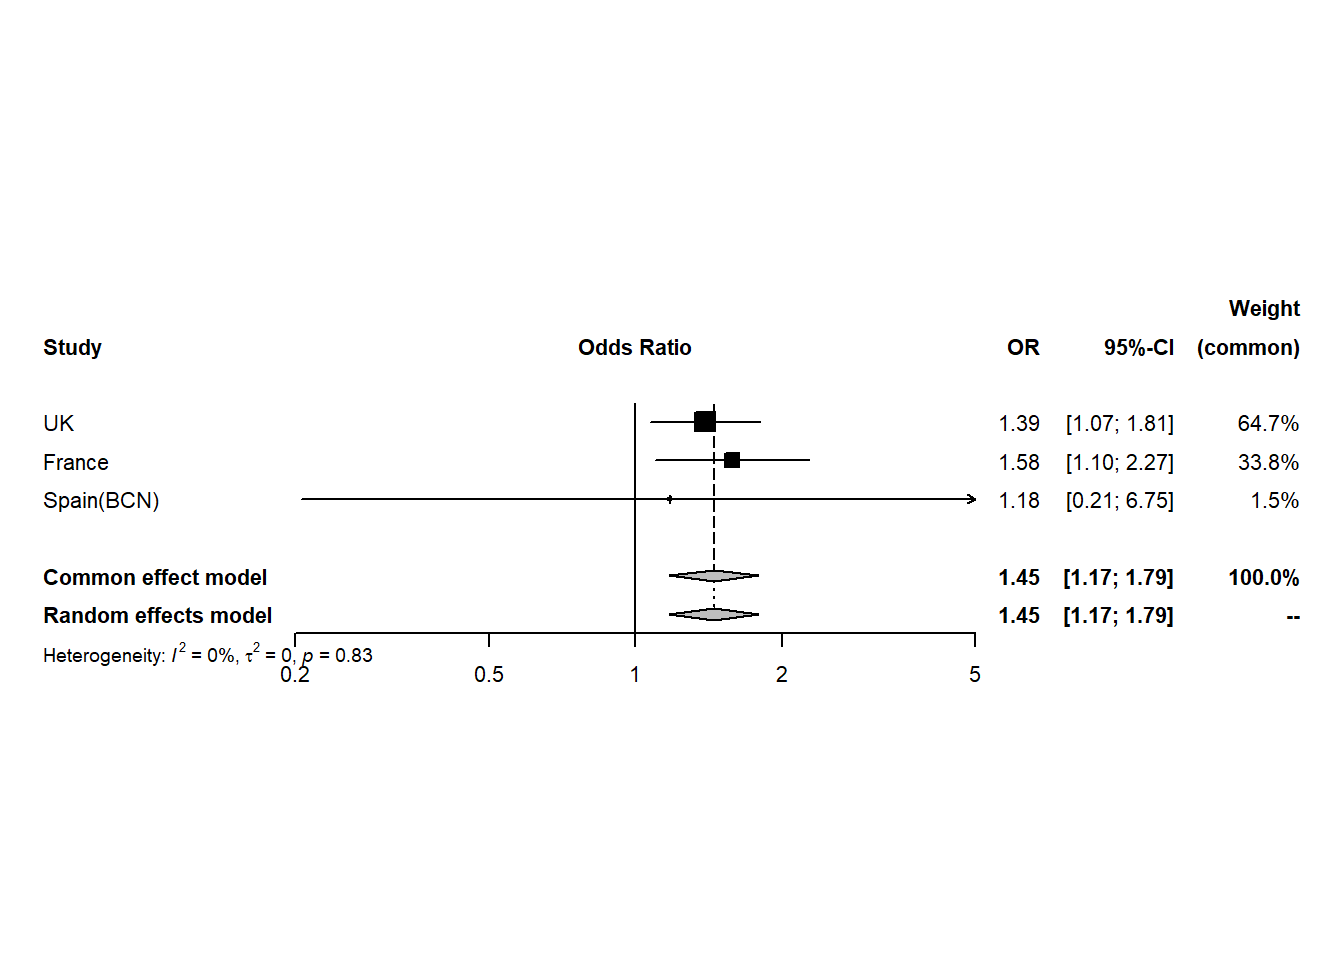 Weight
Study Odds Ratio OR 95%-CI (common)
UK 1.39 [1.07; 1.81] 64.7%
France 1.58 [1.10; 2.27] 33.8%
Spain(BCN) 1.18 [0.21; 6.75] 1.5%
Common effect model 1.45 [1.17; 1.79] 100.0%
Random effects model 1.45 [1.17; 1.79] --
Heterogeneity: I² = 0%, τ² = 0, p = 0.83
0.2 0.5 1 2 5